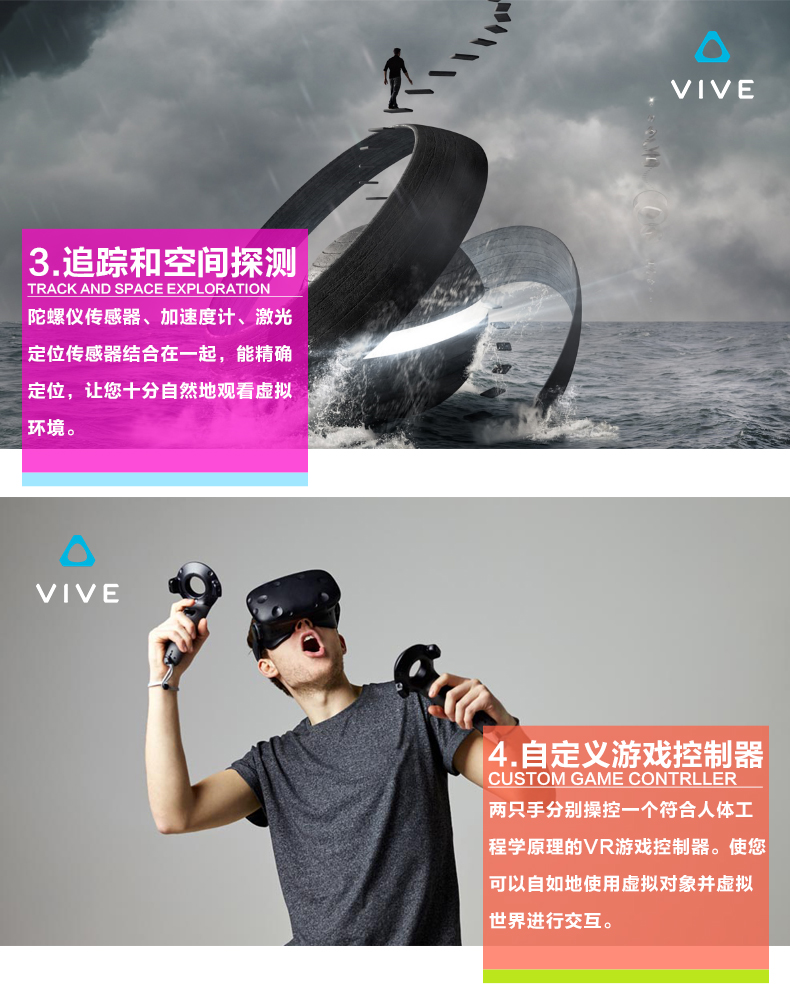 VIVE
3.追踪和空间探测
TRACK AND SPACE EXPLORATION
陀螺仪传感器、加速度计、激光
定位传感器结合在一起，能精确
定位，让您十分自然地观看虚拟
环境。
VIVE
4.自定义游戏控制器
CUSTOM GAME CONTRLLER
两只手分别操控一个符合人体工
程学原理的VR游戏控制器。使您
可以自如地使用虚拟对象并虚拟
世界进行交互。